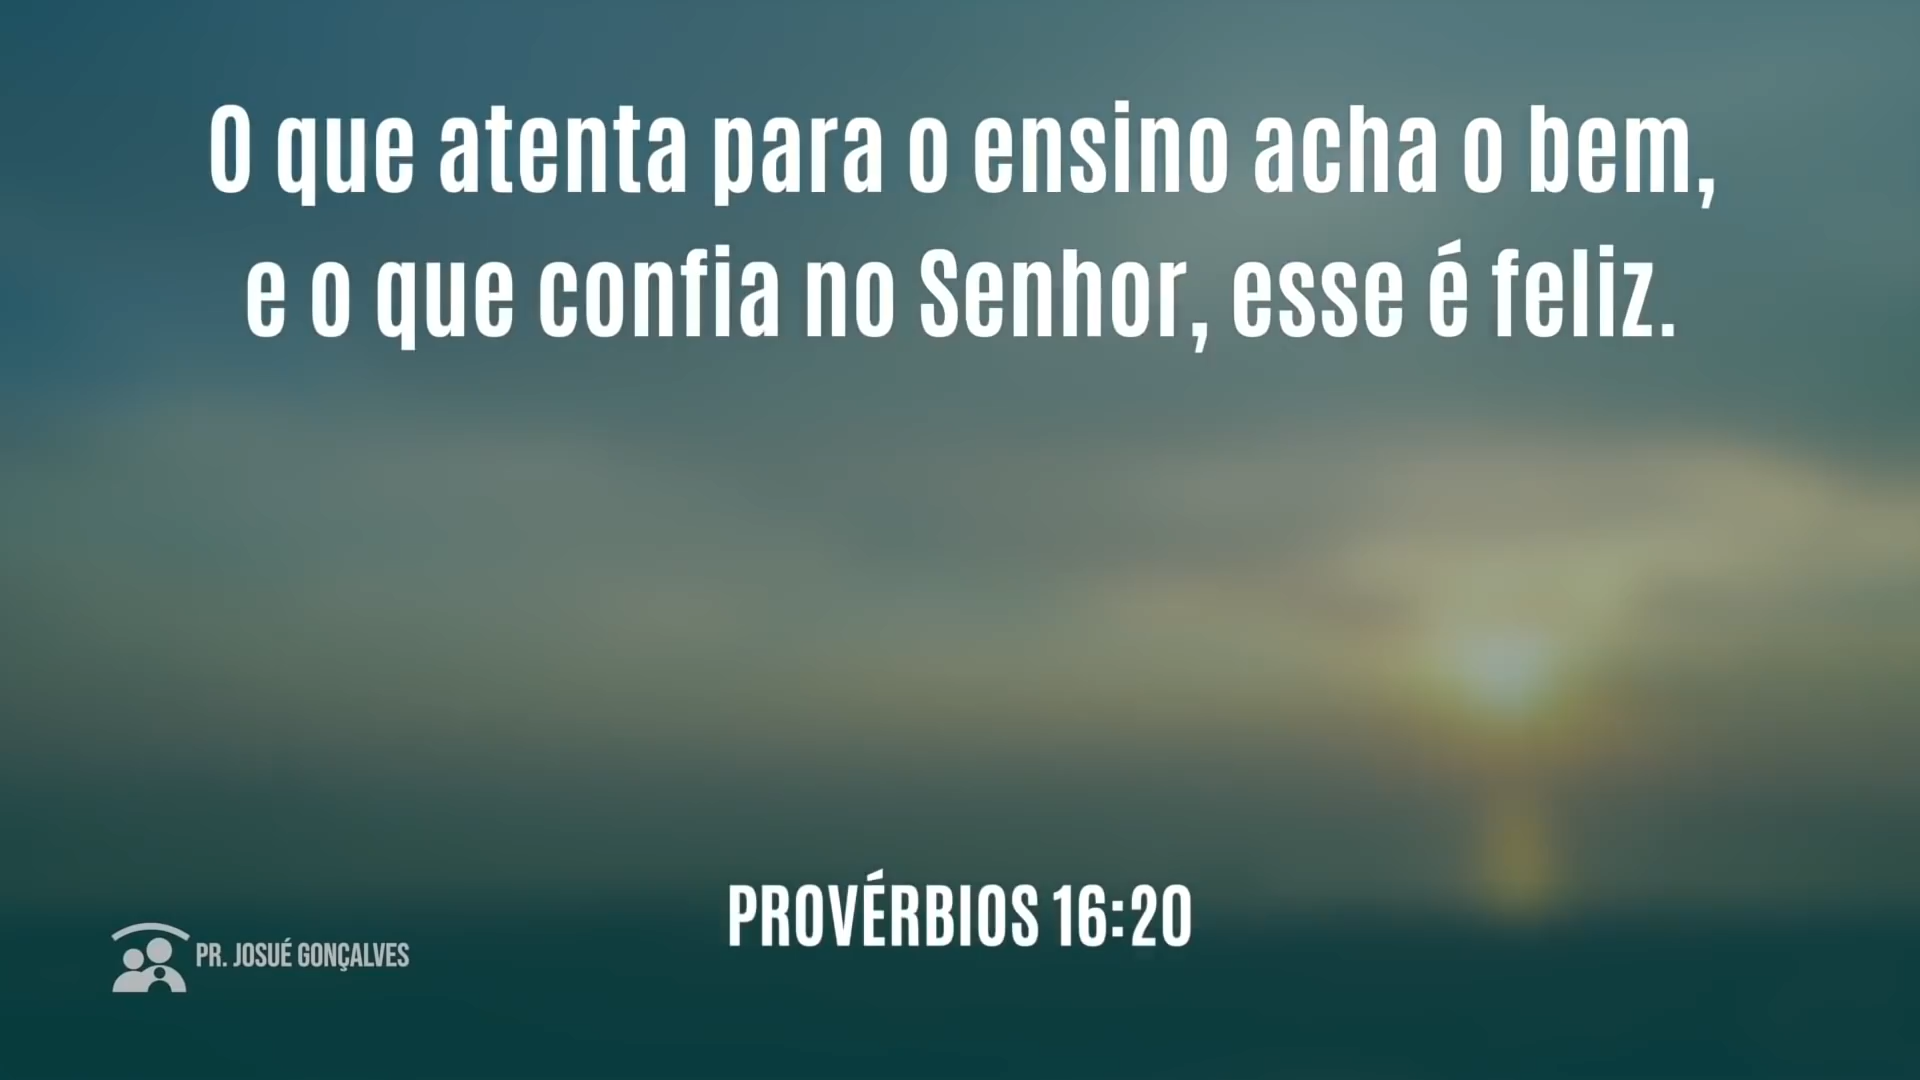 O que atenta para o ensino acha o bem,
e o que confia no Senhor, esse é feliz.
PROVÉRBIOS 16:20
PR. JOSUÉ GONÇALVES